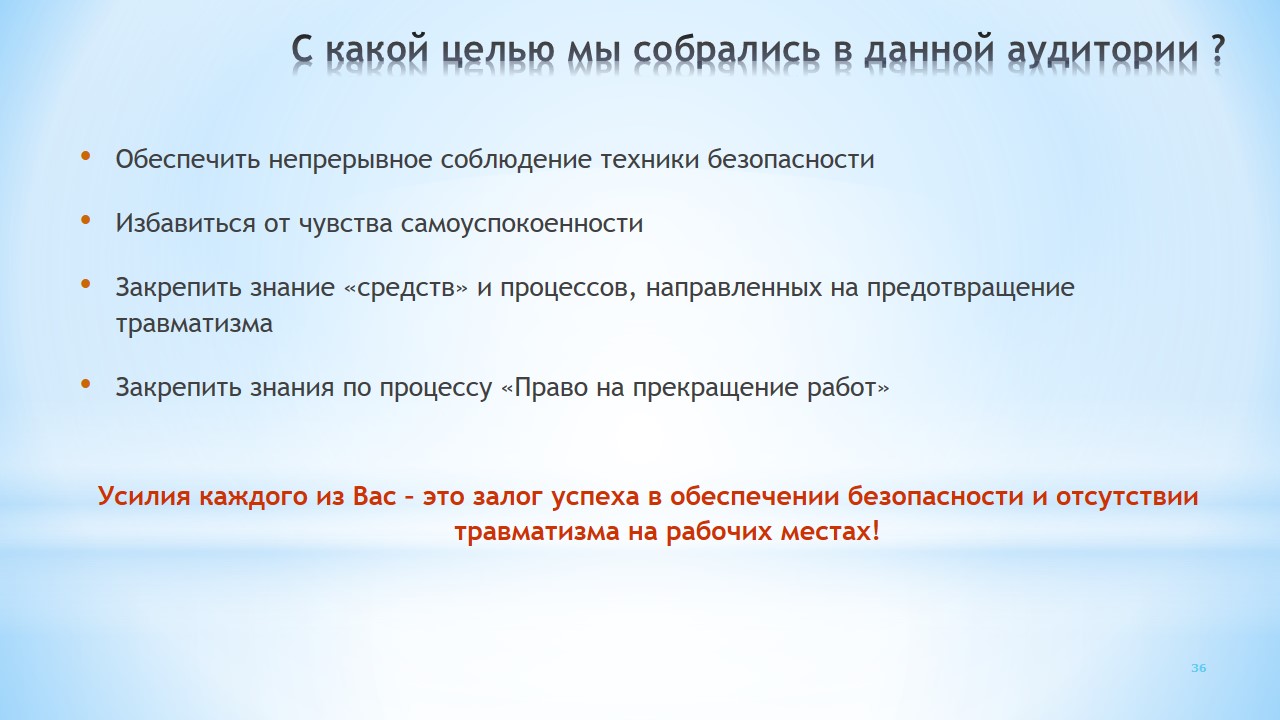 С какой целью мы собрались в данной аудитории ?
• Обеспечить непрерывное соблюдение техники безопасности
• Избавиться от чувства самоуспокоенности
• Закрепить знание «средств» и процессов, направленных на предотвращение
травматизма
• Закрепить знания по процессу «Право на прекращение работ»
Усилия каждого из Вас – это залог успеха в обеспечении безопасности и отсутствии
травматизма на рабочих местах!
36